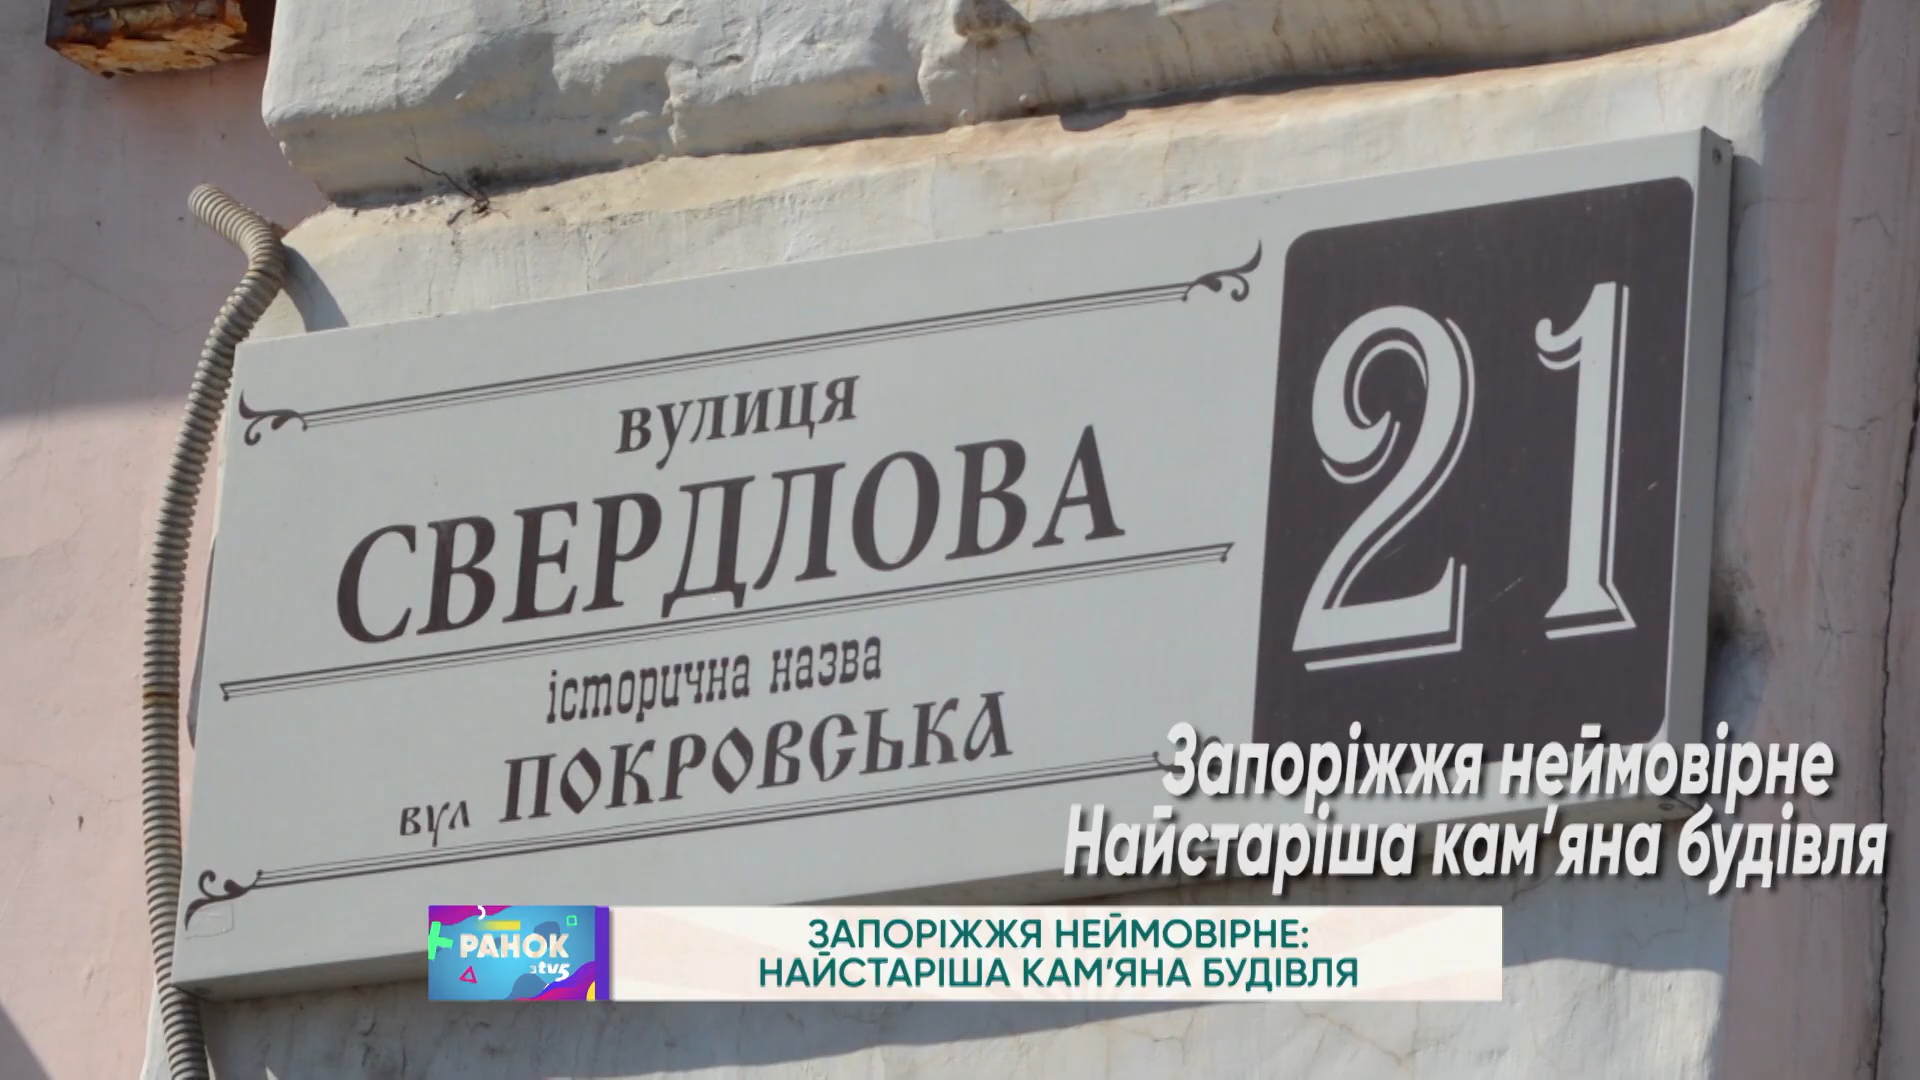 вулиця
СВЕРДЛОВА
21
історична назва
вул ПОКРОВСЬКА
Запоріжжя неймовірне
Найстаріша кам'яна будівля
РАНОК
з tv5
ЗАПОРІЖЖЯ НЕЙМОВІРНЕ:
НАЙСТАРІША КАМ'ЯНА БУДІВЛЯ